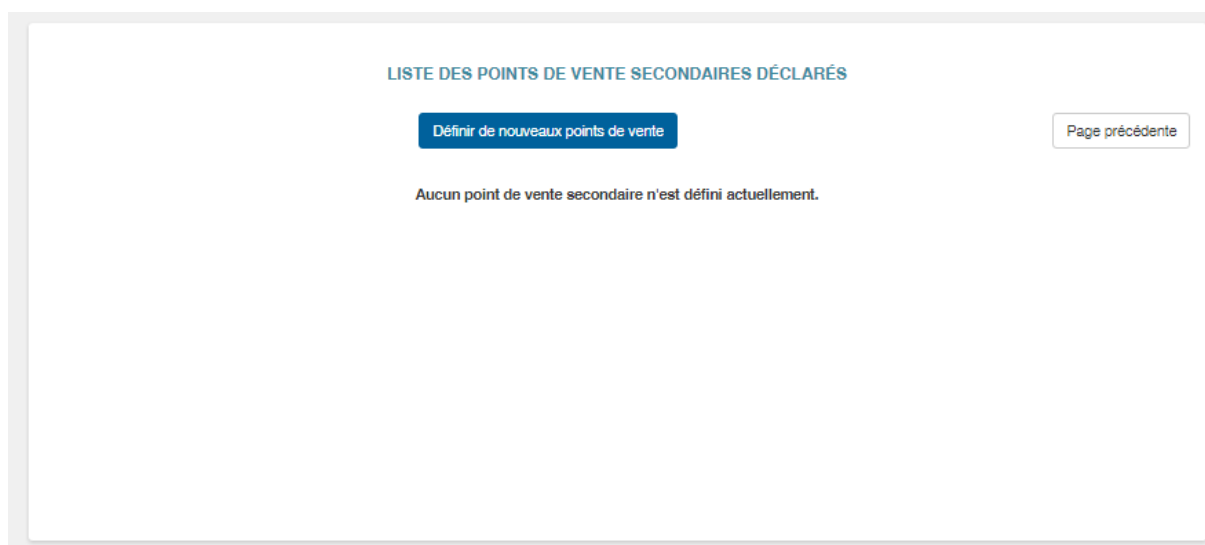 LISTE DES POINTS DE VENTE SECONDAIRES DÉCLARÉS
Définir de nouveaux points de vente
Page précédente
Aucun point de vente secondaire n'est défini actuellement.